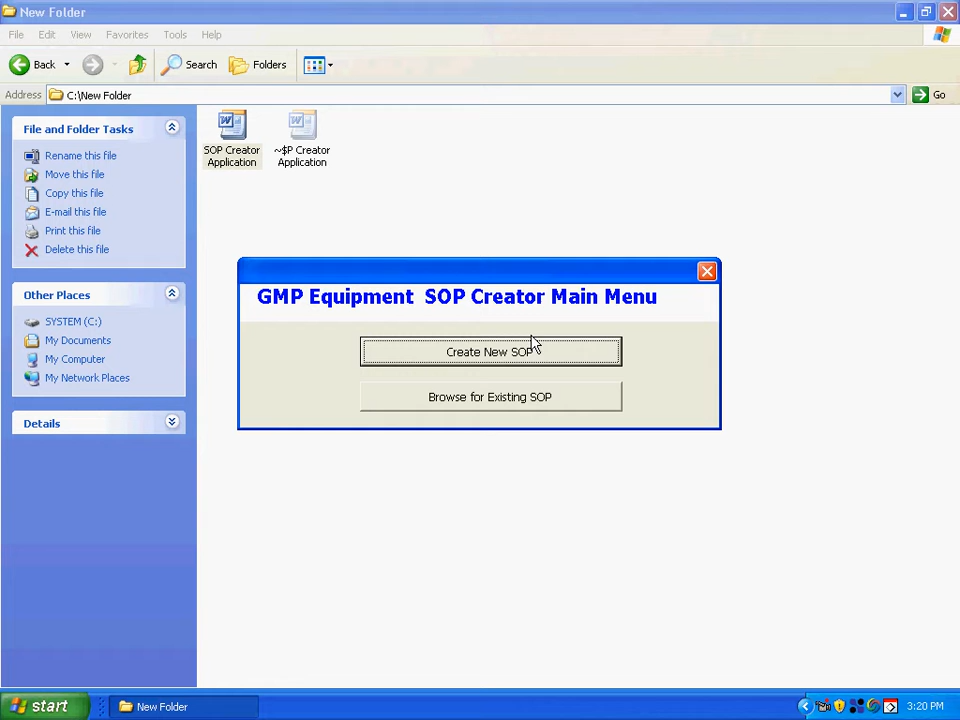 New Folder
File Edit View Favorites Tools Help
Back Search Folders
Address C:\New Folder Go
File and Folder Tasks
Rename this file
Move this file
Copy this file
E-mail this file
Print this file
Delete this file
Other Places
SYSTEM (C:)
My Documents
My Computer
My Network Places
Details
SOP Creator
Application
~$P Creator
Application
GMP Equipment SOP Creator Main Menu
Create New SOP
Browse for Existing SOP
start New Folder 3:20 PM